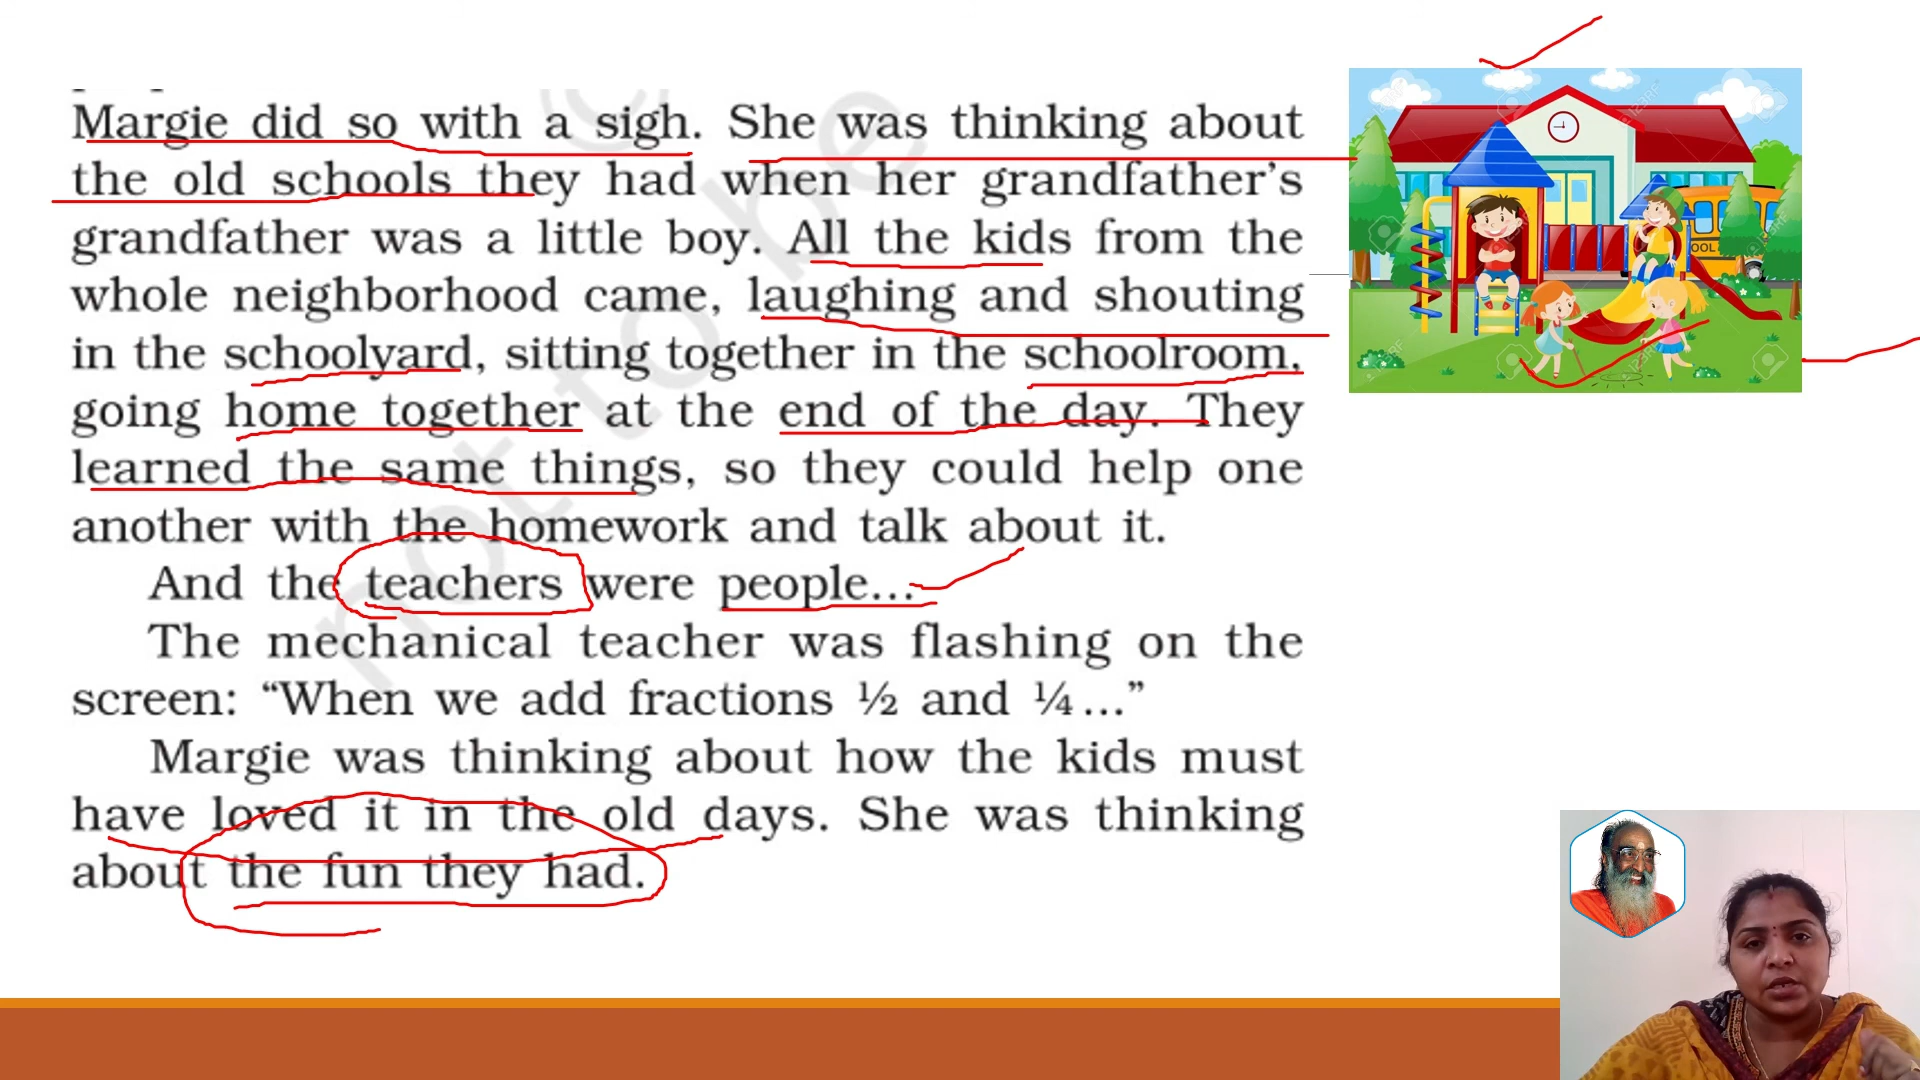 Margie did so with a sigh. She was thinking about
the old schools they had when her grandfather’s
grandfather was a little boy. All the kids from the
whole neighborhood came, laughing and shouting
in the schoolyard, sitting together in the schoolroom,
going home together at the end of the day. They
learned the same things, so they could help one
another with the homework and talk about it.
And the teachers were people...
The mechanical teacher was flashing on the
screen: “When we add fractions ½ and ¼...”
Margie was thinking about how the kids must
have loved it in the old days. She was thinking
about the fun they had.
not to be
©
OOL
123RF